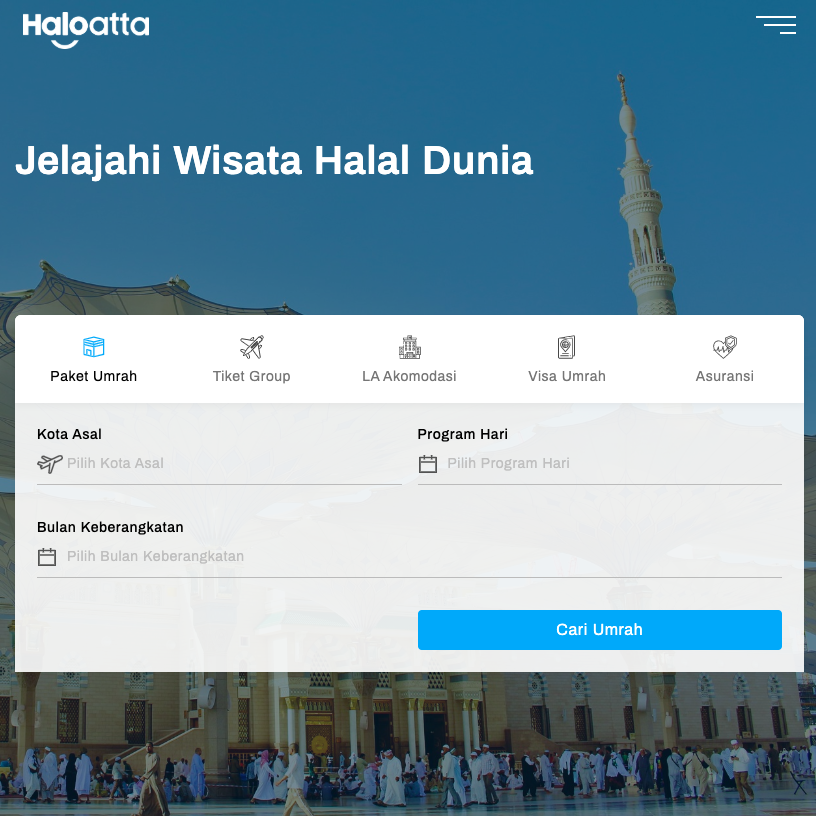 Haloatta
Jelajahi Wisata Halal Dunia
Paket Umrah
Tiket Group
LA Akomodasi
Visa Umrah
Asuransi
Kota Asal
Pilih Kota Asal
Program Hari
Pilih Program Hari
Bulan Keberangkatan
Pilih Bulan Keberangkatan
Cari Umrah